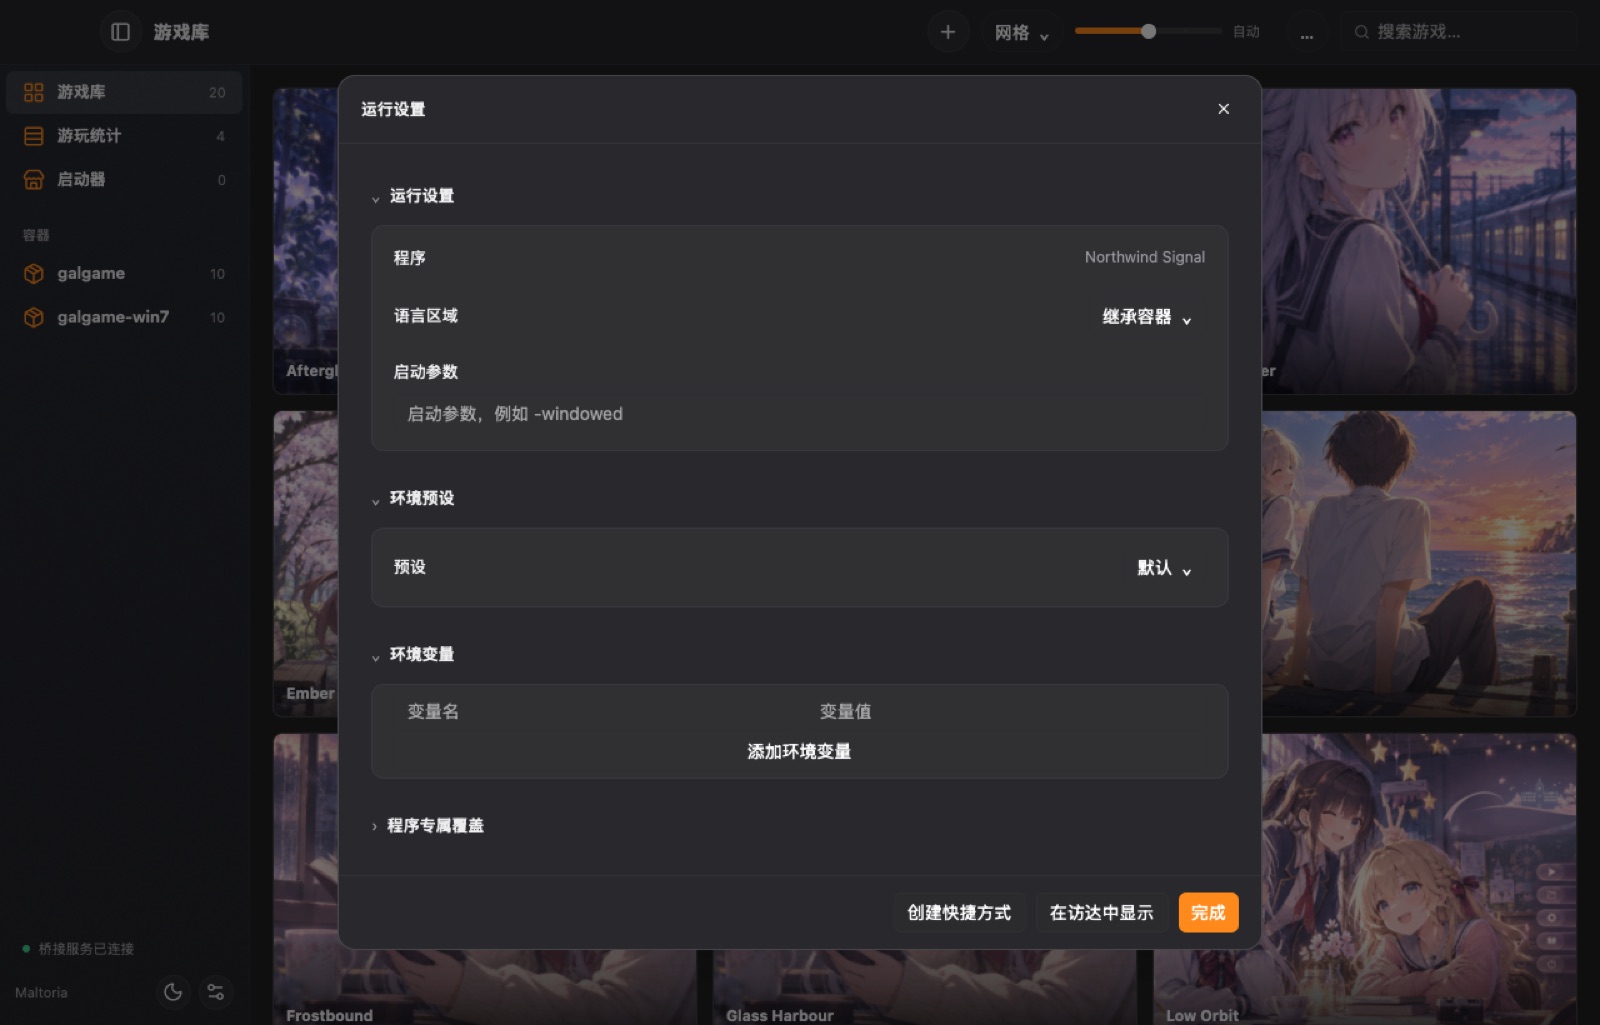 游戏库
网格
自动
...
搜索游戏...
游戏库 20
游玩统计 4
启动器 0
容器
galgame 10
galgame-win7 10
桥接服务已连接
Maltoria
运行设置
运行设置
程序 Northwind Signal
语言区域 继承容器
启动参数
启动参数，例如 -windowed
环境预设
预设 默认
环境变量
变量名 变量值
添加环境变量
程序专属覆盖
创建快捷方式 在访达中显示 完成
Ember
Frostbound
Glass Harbour
Low Orbit